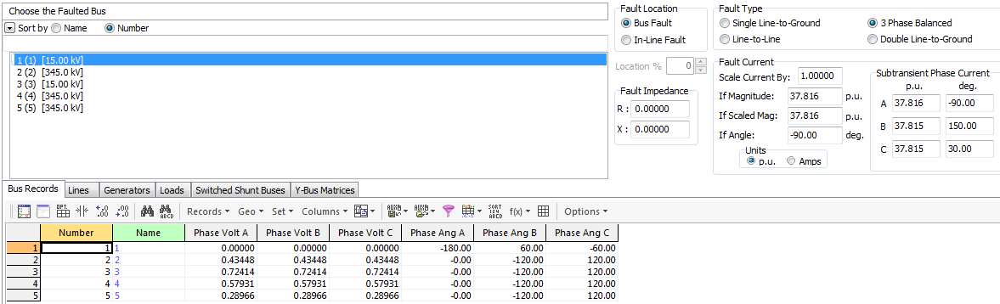 Choose the Faulted Bus
Sort by Name Number
1 (1) [15.00 kV]
2 (2) [345.0 kV]
3 (3) [15.00 kV]
4 (4) [345.0 kV]
5 (5) [345.0 kV]
Fault Location
Bus Fault
In-Line Fault
Location % 0
Fault Impedance
R : 0.00000
X : 0.00000
Fault Type
Single Line-to-Ground 3 Phase Balanced
Line-to-Line Double Line-to-Ground
Fault Current
Scale Current By: 1.00000
If Magnitude: 37.816 p.u.
If Scaled Mag: 37.816 p.u.
If Angle: -90.00 deg.
Units
p.u. Amps
Subtransient Phase Current
p.u. deg.
A 37.816 -90.00
B 37.815 150.00
C 37.815 30.00
Bus Records Lines Generators Loads Switched Shunt Buses Y-Bus Matrices
Records Geo Set Columns f(x) Options
Number Name Phase Volt A Phase Volt B Phase Volt C Phase Ang A Phase Ang B Phase Ang C
1 1 1 0.00000 0.00000 0.00000 -180.00 60.00 -60.00
2 2 2 0.43448 0.43448 0.43448 -0.00 -120.00 120.00
3 3 3 0.72414 0.72414 0.72414 -0.00 -120.00 120.00
4 4 4 0.57931 0.57931 0.57931 -0.00 -120.00 120.00
5 5 5 0.28966 0.28966 0.28966 -0.00 -120.00 120.00